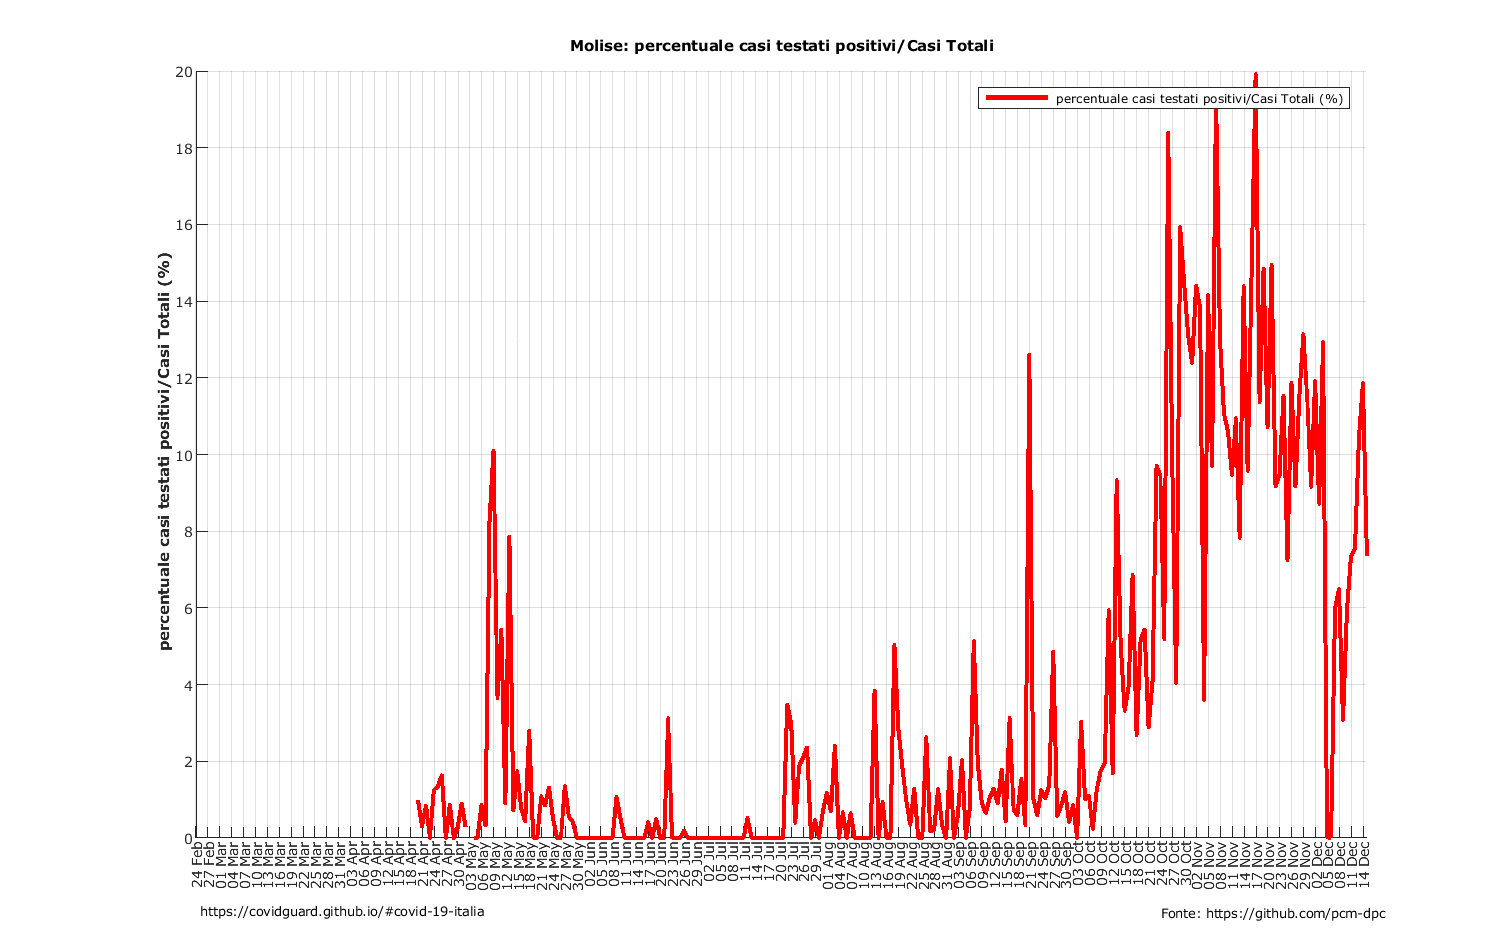 Molise: percentuale casi testati positivi/Casi Totali
percentuale casi testati positivi/Casi Totali (%)
percentuale casi testati positivi/Casi Totali (%)
20
18
16
14
12
10
8
6
4
2
0
24 Feb
27 Feb
01 Mar
04 Mar
07 Mar
10 Mar
13 Mar
16 Mar
19 Mar
22 Mar
25 Mar
28 Mar
31 Mar
03 Apr
06 Apr
09 Apr
12 Apr
15 Apr
18 Apr
21 Apr
24 Apr
27 Apr
30 Apr
03 May
06 May
09 May
12 May
15 May
18 May
21 May
24 May
27 May
30 May
02 Jun
05 Jun
08 Jun
11 Jun
14 Jun
17 Jun
20 Jun
23 Jun
26 Jun
29 Jun
02 Jul
05 Jul
08 Jul
11 Jul
14 Jul
17 Jul
20 Jul
23 Jul
26 Jul
29 Jul
01 Aug
04 Aug
07 Aug
10 Aug
13 Aug
16 Aug
19 Aug
22 Aug
25 Aug
28 Aug
31 Aug
03 Sep
06 Sep
09 Sep
12 Sep
15 Sep
18 Sep
21 Sep
24 Sep
27 Sep
30 Sep
03 Oct
06 Oct
09 Oct
12 Oct
15 Oct
18 Oct
21 Oct
24 Oct
27 Oct
30 Oct
02 Nov
05 Nov
08 Nov
11 Nov
14 Nov
17 Nov
20 Nov
23 Nov
26 Nov
29 Nov
02 Dec
05 Dec
08 Dec
11 Dec
14 Dec
https://covidguard.github.io/#covid-19-italia
Fonte: https://github.com/pcm-dpc